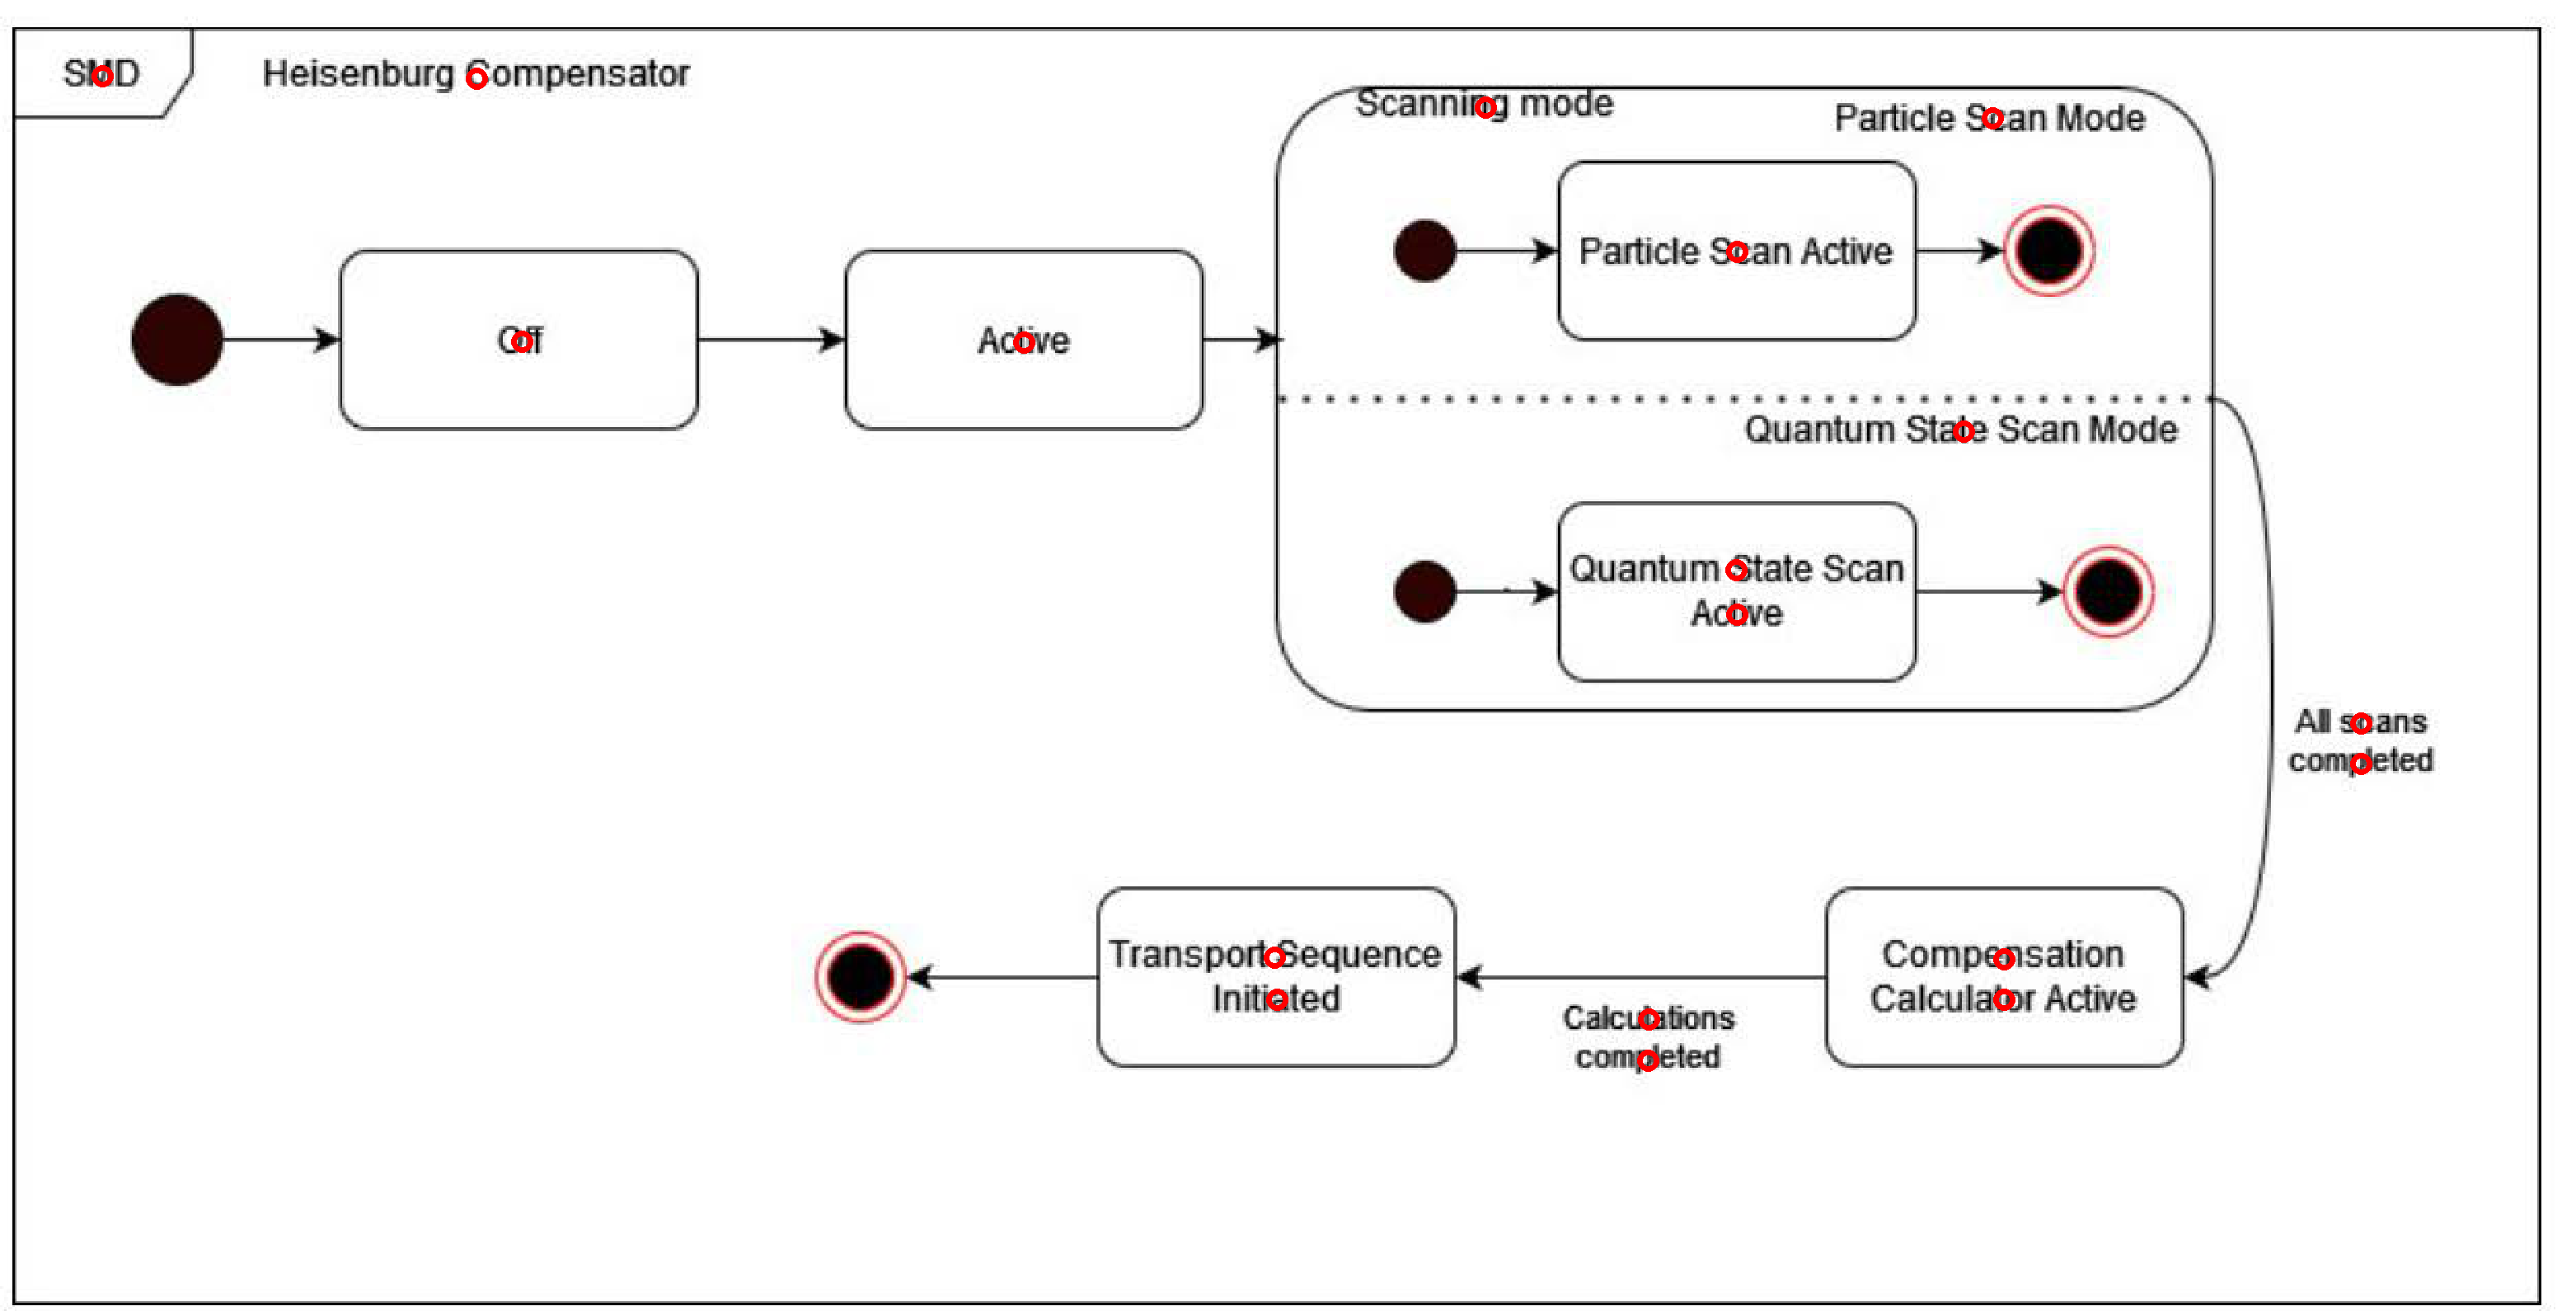 SMD
Heisenburg Compensator
Scanning mode
Particle Scan Mode
Particle Scan Active
Off
Active
Quantum State Scan Mode
Quantum State Scan
Active
All scans
completed
Transport Sequence
Initiated
Calculations
completed
Compensation
Calculator Active